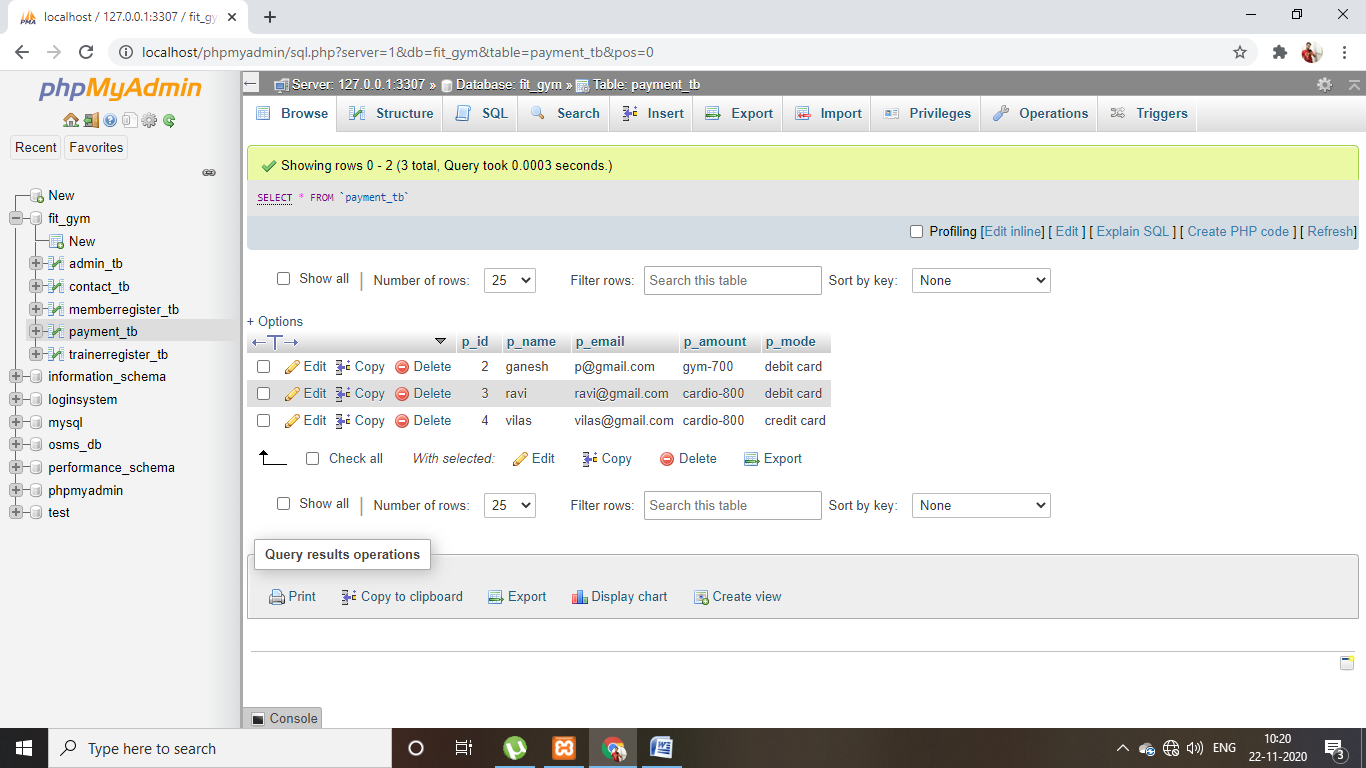 localhost / 127.0.0.1:3307 / fit_gy
localhost/phpmyadmin/sql.php?server=1&db=fit_gym&table=payment_tb&pos=0
phpMyAdmin
Recent Favorites
New
fit_gym
New
admin_tb
contact_tb
memberregister_tb
payment_tb
trainerregister_tb
information_schema
loginsystem
mysql
osms_db
performance_schema
phpmyadmin
test
Server: 127.0.0.1:3307 » Database: fit_gym » Table: payment_tb
Browse Structure SQL Search Insert Export Import Privileges Operations Triggers
Showing rows 0 - 2 (3 total, Query took 0.0003 seconds.)
SELECT * FROM `payment_tb`
Profiling [Edit inline] [ Edit ] [ Explain SQL ] [ Create PHP code ] [ Refresh]
Show all | Number of rows: 25 Filter rows: Search this table Sort by key: None
+ Options
p_id p_name p_email p_amount p_mode
Edit Copy Delete 2 ganesh p@gmail.com gym-700 debit card
Edit Copy Delete 3 ravi ravi@gmail.com cardio-800 debit card
Edit Copy Delete 4 vilas vilas@gmail.com cardio-800 credit card
Check all With selected: Edit Copy Delete Export
Show all | Number of rows: 25 Filter rows: Search this table Sort by key: None
Query results operations
Print Copy to clipboard Export Display chart Create view
Console
Type here to search
ENG
10:20
22-11-2020
3